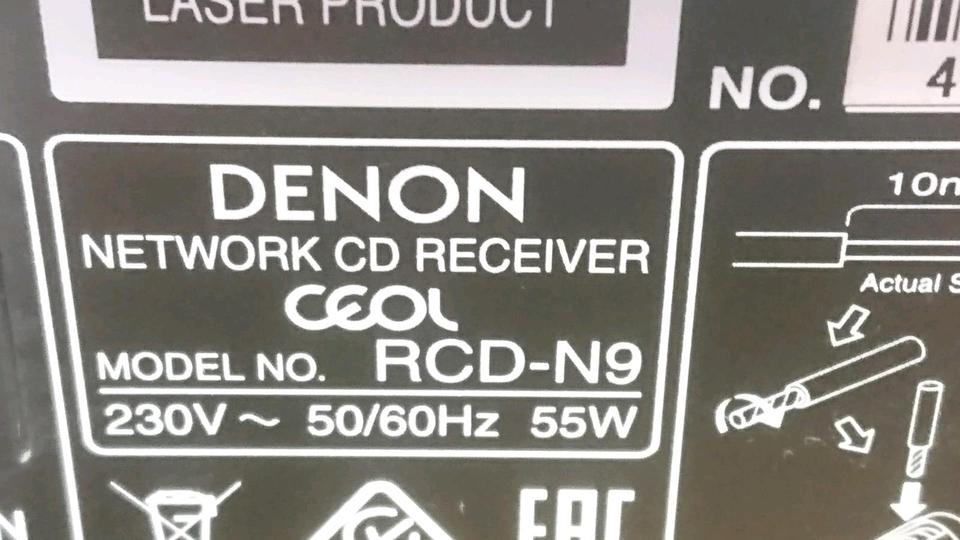 LASER PRODUCT
NO.
4
DENON
NETWORK CD RECEIVER
CEOL
MODEL NO. RCD-N9
230V ~ 50/60Hz 55W
10
Actual
EAC
N